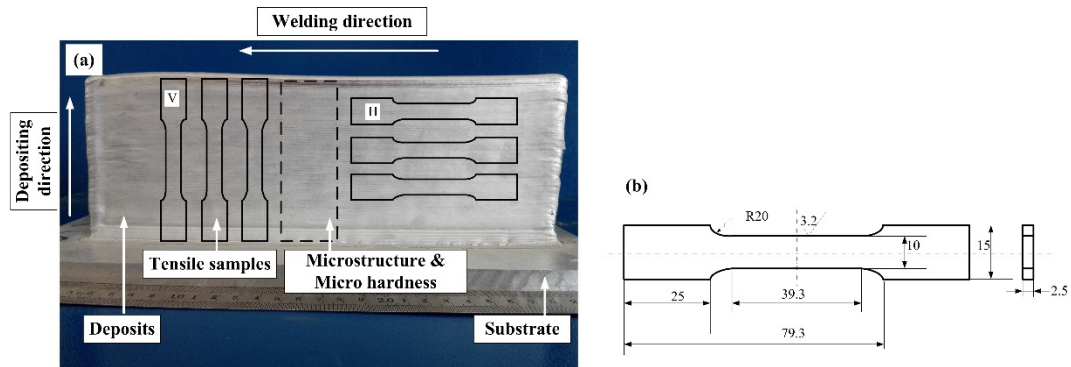 Welding direction
(a)
Depositing
direction
V
H
Tensile samples
Microstructure &
Micro hardness
Deposits
Substrate
(b)
R20
3.2
10
15
25
39.3
79.3
2.5